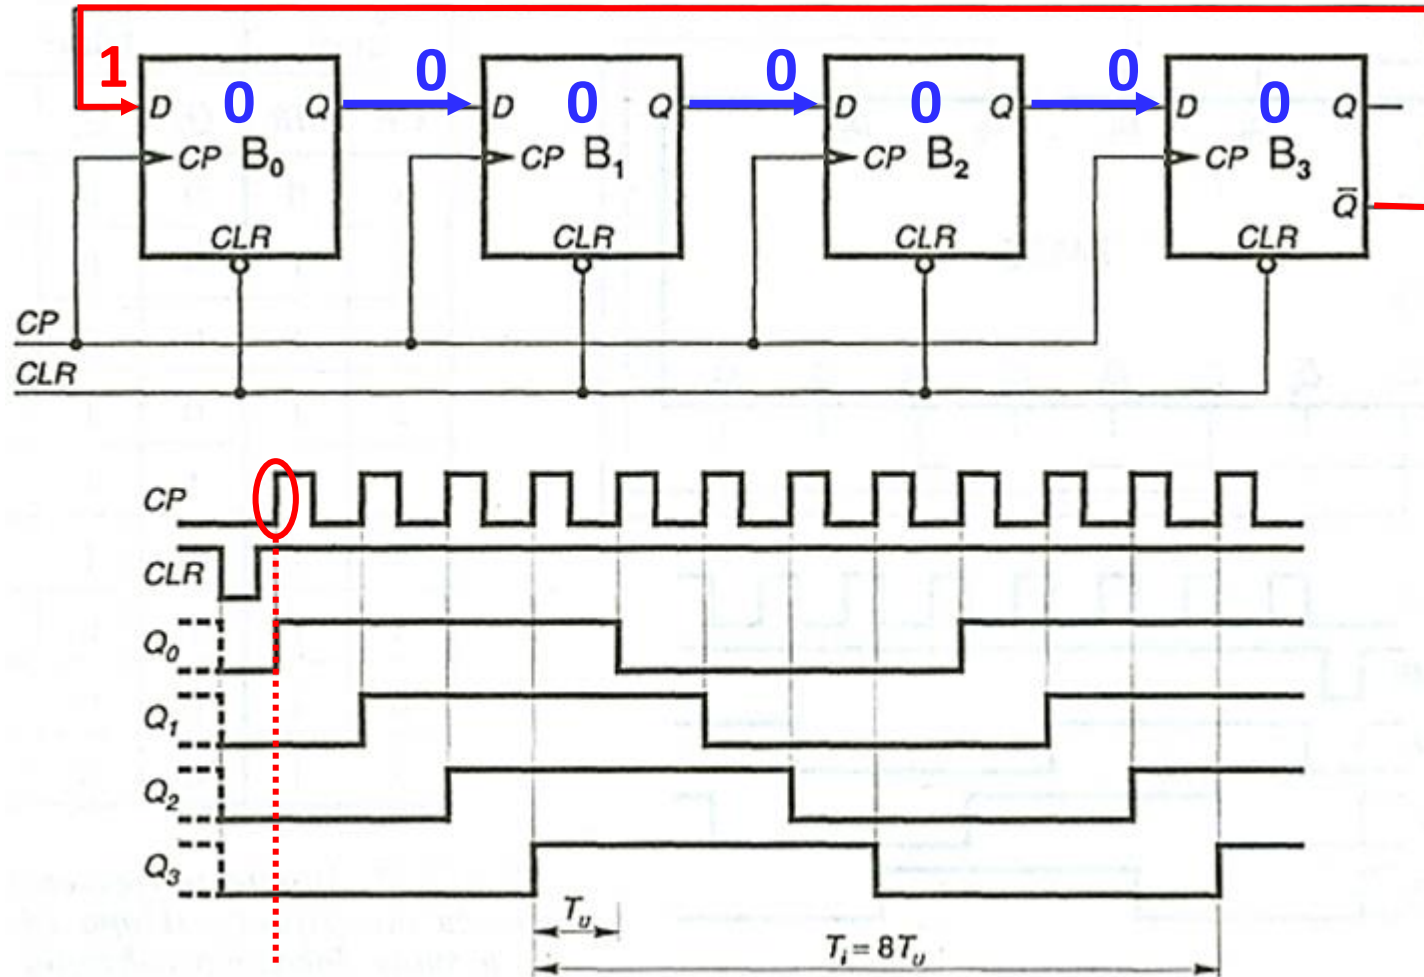 1 0 0 0
D 0 Q D 0 Q D 0 Q D 0 Q
CP B₀ CP B₁ CP B₂ CP B₃
Q̅
CLR CLR CLR CLR
CP
CLR
CP
CLR
Q₀
Q₁
Q₂
Q₃
Tᵤ
Tᵢ=8Tᵤ